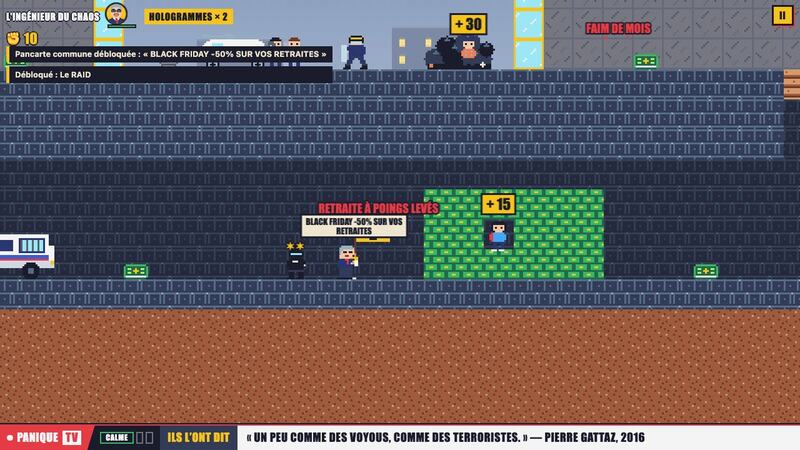 L'INGÉNIEUR DU CHAOS
HOLOGRAMMES × 2
10
Pancarte commune débloquée : « BLACK FRIDAY -50% SUR VOS RETRAITES »
Débloqué : Le RAID
+ 30
FAIM DE MOIS
RETRAITE À POINGS LEVÉS
BLACK FRIDAY -50% SUR VOS
RETRAITES
+ 15
PANIQUE TV
CALME
ILS L'ONT DIT
« UN PEU COMME DES VOYOUS, COMME DES TERRORISTES. » — PIERRE GATTAZ, 2016